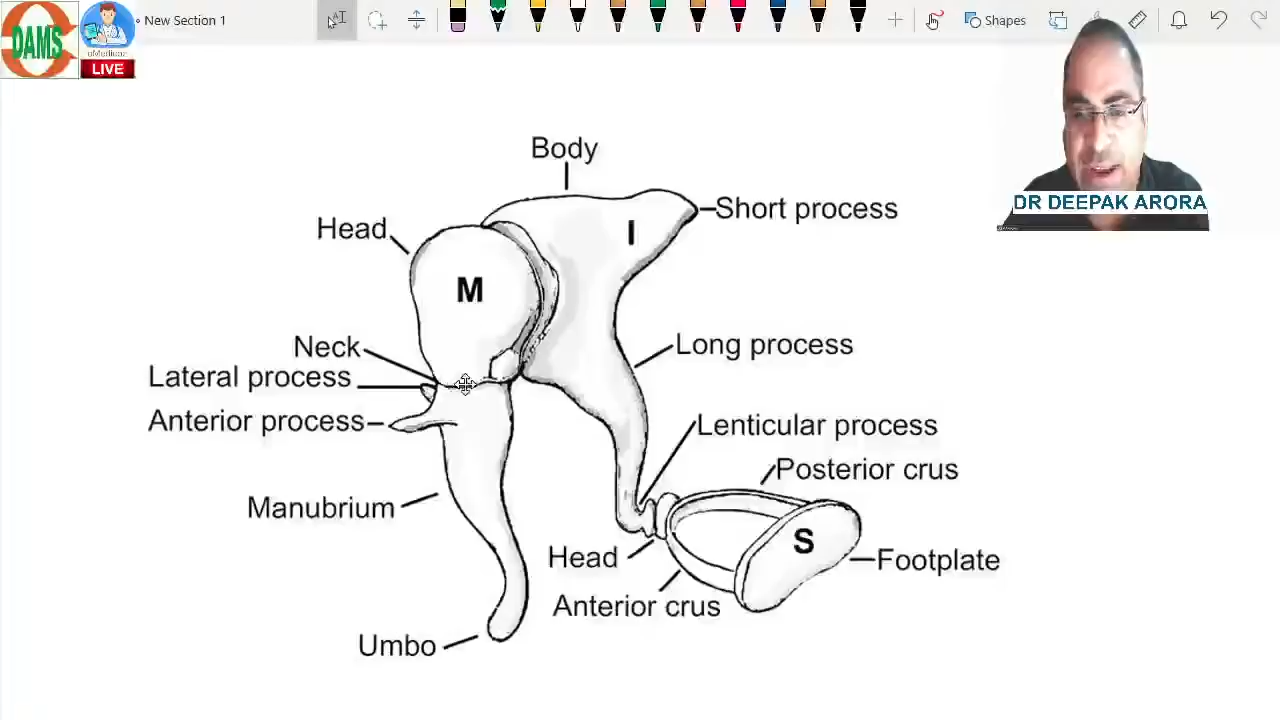 New Section 1
Shapes
DAMS
eMedicoz
LIVE
DR DEEPAK ARORA
Body
Short process
Head
I
M
Neck
Long process
Lateral process
Anterior process
Lenticular process
Posterior crus
Manubrium
S
Head
Footplate
Anterior crus
Umbo